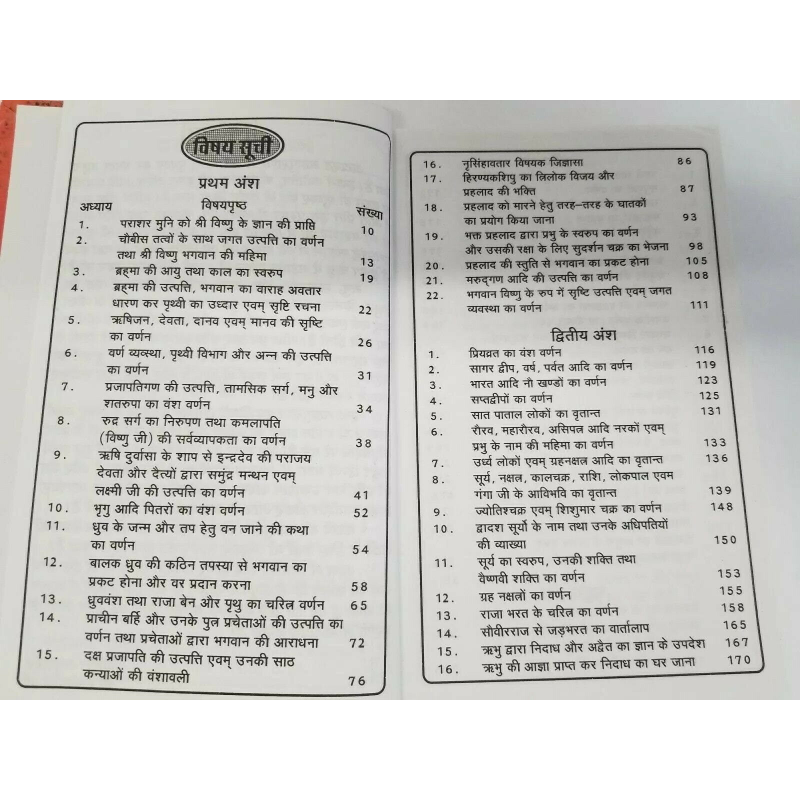 विषय सूची
प्रथम अंश
अध्याय विषयपृष्ठ संख्या
1. पराशर मुनि को श्री विष्णु के ज्ञान की प्राप्ति 10
2. चौबीस तत्वों के साथ जगत उत्पति का वर्णन
तथा श्री विष्णु भगवान की महिमा 13
3. ब्रहमा की आयु तथा काल का स्वरुप 19
4. ब्रहमा की उत्पत्ति, भगवान का वाराह अवतार
धारण कर पृथ्वी का उध्दार एवम् सृष्टि रचना 22
5. ऋषिजन, देवता, दानव एवम् मानव की सृष्टि
का वर्णन 26
6. वर्ण व्यव्स्था, पृथ्वी विभाग और अन्न की उत्पति
का वर्णन 31
7. प्रजापतिगण की उत्पत्ति, तामसिक सर्ग, मनु और
शतरुपा का वंश वर्णन 34
8. रुद्र सर्ग का निरुपण तथा कमलापति
(विष्णु जी) की सर्वव्यापकता का वर्णन 38
9. ऋषि दुर्वासा के शाप से इन्द्रदेव की पराजय
देवता और दैत्यों द्वारा समुंद्र मन्थन एवम्
लक्ष्मी जी की उत्पति का वर्णन 41
10. भृगु आदि पितरों का वंश वर्णन 52
11. ध्रुव के जन्म और तप हेतु वन जाने की कथा
का वर्णन 54
12. बालक ध्रुव की कठिन तपस्या से भगवान का
प्रकट होना और वर प्रदान करना 58
13. ध्रुववंश तथा राजा बेन और पृथु का चरित्र वर्णन 65
14. प्राचीन बर्हि और उनके पुत्र प्रचेताओं की उत्पति का
वर्णन तथा प्रचेताओं द्वारा भगवान की आराधना 72
15. दक्ष प्रजापति की उत्पत्ति एवम् उनकी साठ
कन्याओं की वंशावली 76
16. नृसिंहावतार विषयक जिज्ञासा 86
17. हिरण्यकशिपु का त्रिलोक विजय और
प्रहलाद की भक्ति 87
18. प्रहलाद को मारने हेतु तरह-तरह के घातकों
का प्रयोग किया जाना 93
19. भक्त प्रहलाद द्वारा प्रभु के स्वरुप का वर्णन
और उसकी रक्षा के लिए सुदर्शन चक्र का भेजना 98
20. प्रहलाद की स्तुति से भगवान का प्रकट होना 105
21. मरुद्गण आदि की उत्पत्ति का वर्णन 108
22. भगवान विष्णु के रुप में सृष्टि उत्पत्ति एवम् जगत
व्यवस्था का वर्णन 111
द्वितीय अंश
1. प्रियव्रत का वंश वर्णन 116
2. सागर द्वीप, वर्ष, पर्वत आदि का वर्णन 119
3. भारत आदि नौ खण्डों का वर्णन 123
4. सप्तद्वीपों का वर्णन 125
5. सात पाताल लोकों का वृतान्त 131
6. रौरव, महारौरव, असिपत्र आदि नरकों एवम्
प्रभु के नाम की महिमा का वर्णन 133
7. उर्ध्व लोकों एवम् ग्रहनक्षत्र आदि का वृतान्त 136
8. सूर्य, नक्षत्र, कालचक्र, राशि, लोकपाल एवम
गंगा जी के आविभवि का वृतान्त 139
9. ज्योतिश्चक्र एवम् शिशुमार चक्र का वर्णन 148
10. द्वादश सूर्यो के नाम तथा उनके अधिपतियों
की व्याख्या 150
11. सूर्य का स्वरुप, उनकी शक्ति तथा
वैष्णवी शक्ति का वर्णन 153
12. ग्रह नक्षत्रों का वर्णन 155
13. राजा भरत के चरित्र का वर्णन 158
14. सौवीरराज से जड़भरत का वार्तालाप 165
15. ऋभु द्वारा निदाध और अद्वैत का ज्ञान के उपदेश 167
16. ऋभु की आज्ञा प्राप्त कर निदाध का घर जाना 170